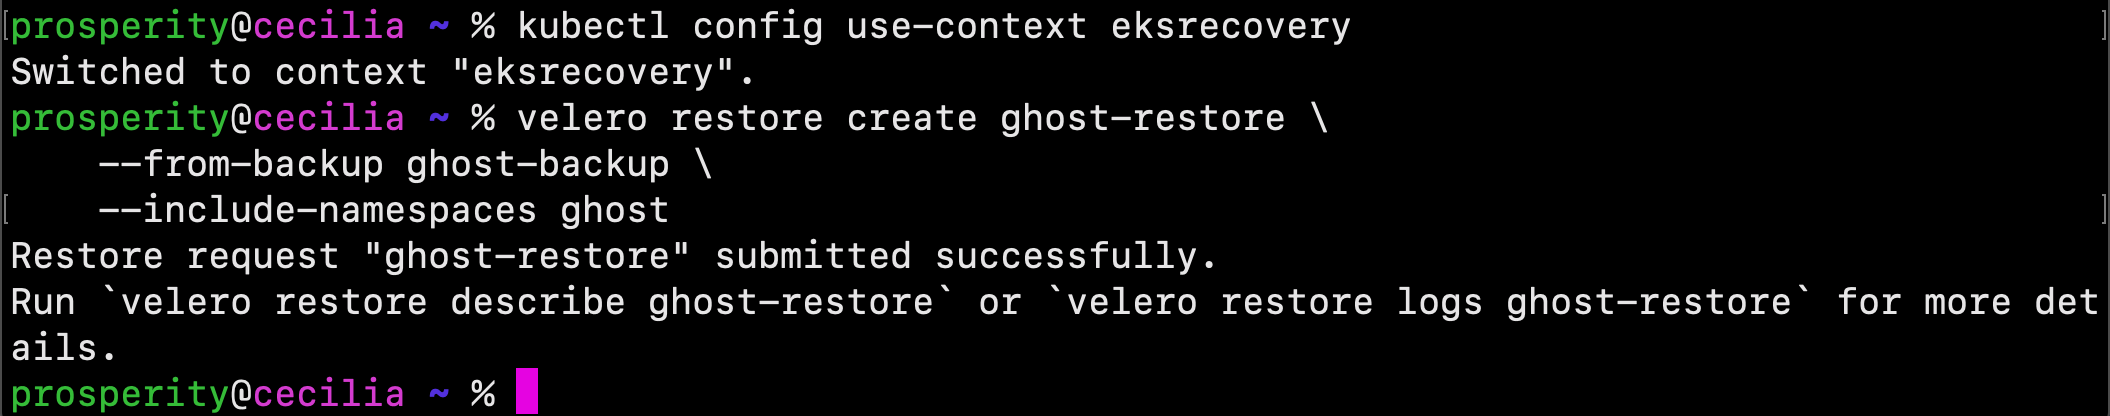 prosperity@cecilia ~ % kubectl config use-context eksrecovery
Switched to context "eksrecovery".
prosperity@cecilia ~ % velero restore create ghost-restore \
    --from-backup ghost-backup \
    --include-namespaces ghost
Restore request "ghost-restore" submitted successfully.
Run `velero restore describe ghost-restore` or `velero restore logs ghost-restore` for more det
ails.
prosperity@cecilia ~ %